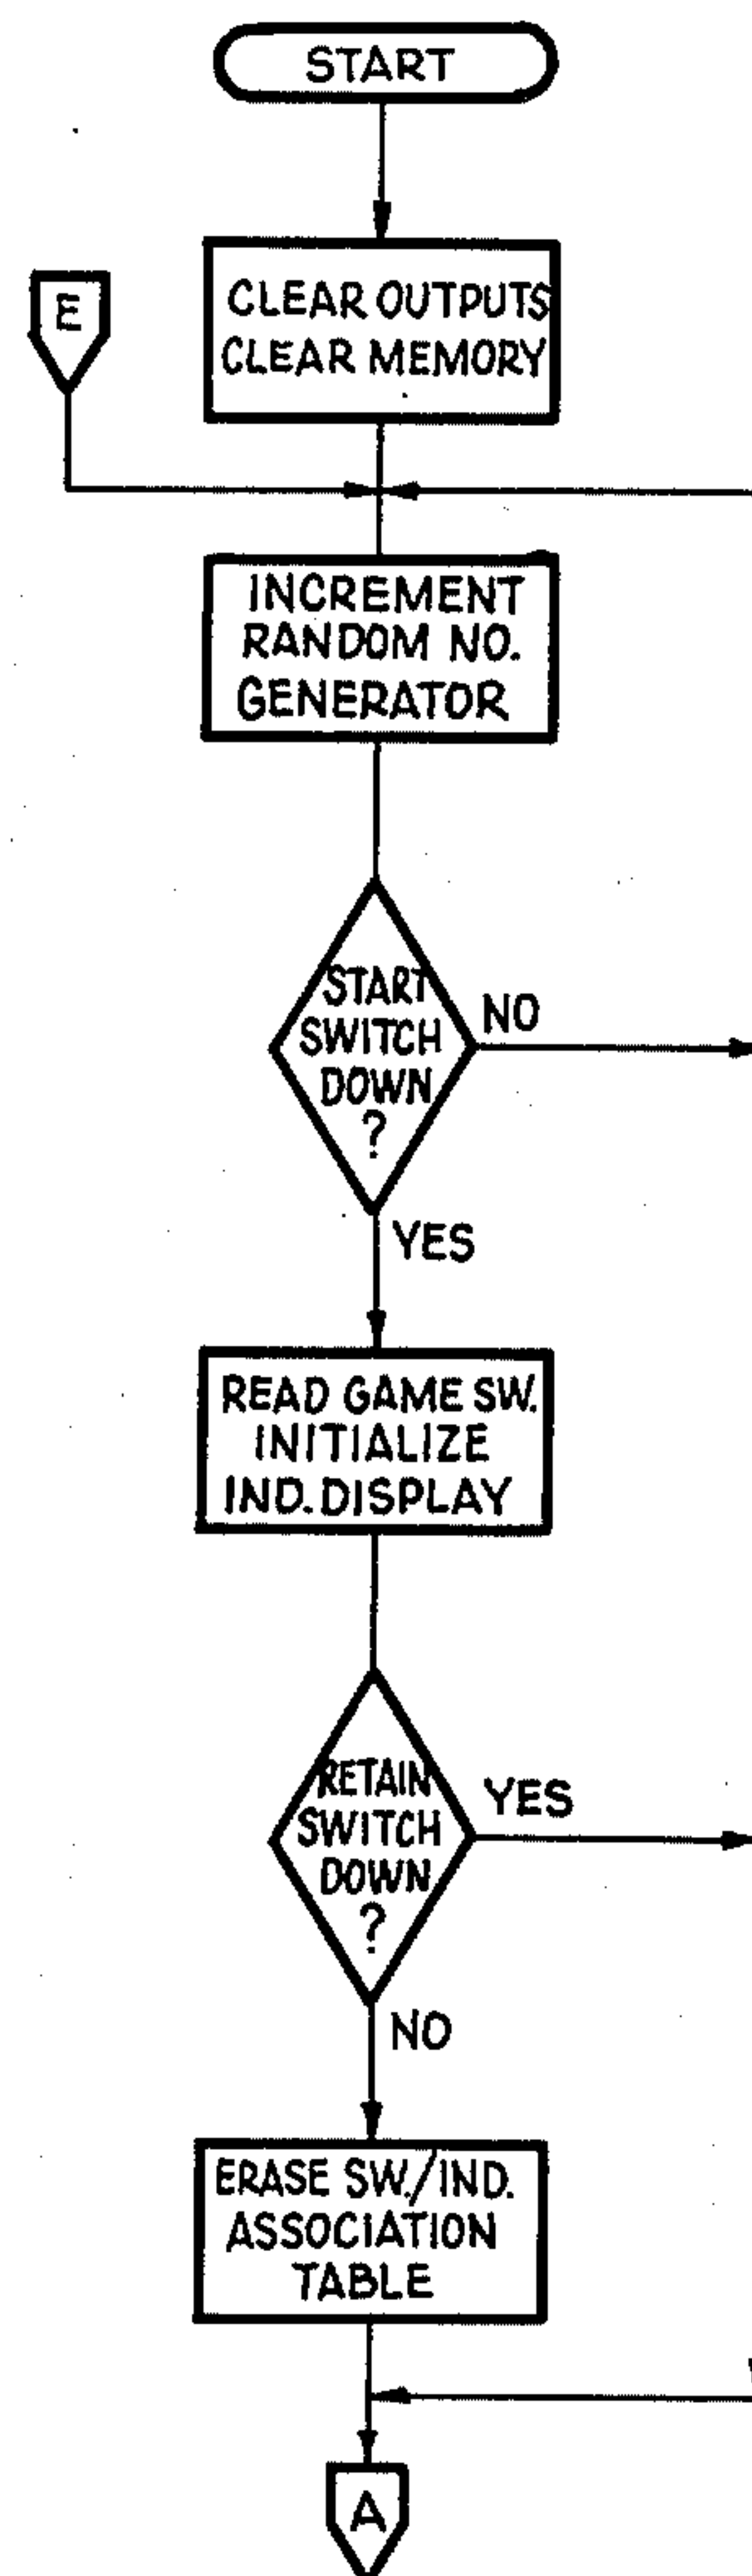 START
CLEAR OUTPUTS
CLEAR MEMORY
E
INCREMENT
RANDOM NO.
GENERATOR
START
SWITCH
DOWN
?
NO
YES
READ GAME SW.
INITIALIZE
IND. DISPLAY
RETAIN
SWITCH
DOWN
?
YES
NO
ERASE SW./IND.
ASSOCIATION
TABLE
A